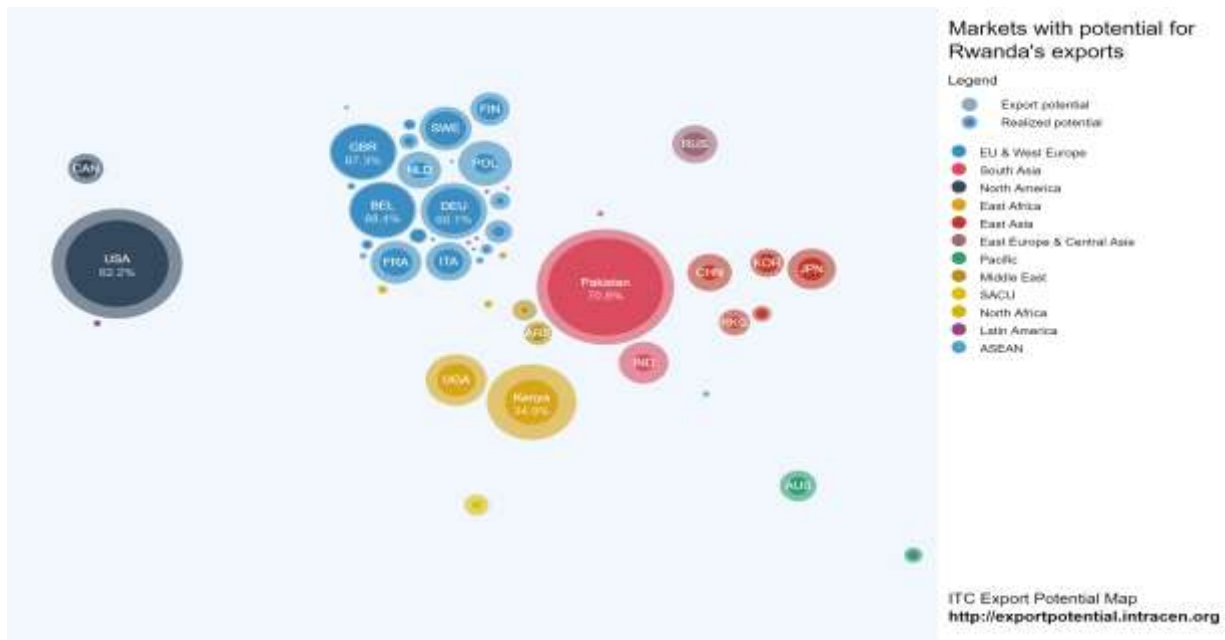 Markets with potential for
Rwanda's exports
Legend
Export potential
Realized potential
EU & West Europe
South Asia
North America
East Africa
East Asia
East Europe & Central Asia
Pacific
Middle East
SACU
North Africa
Latin America
ASEAN
FIN
SWE
GBR
87.3%
NLD
POL
RUS
CAN
BEL
DEU
USA
FRA
ITA
Pakistan
CHN
KOR
JPN
HKG
ARE
UGA
Kenya
AUS
ITC Export Potential Map
http://exportpotential.intracen.org